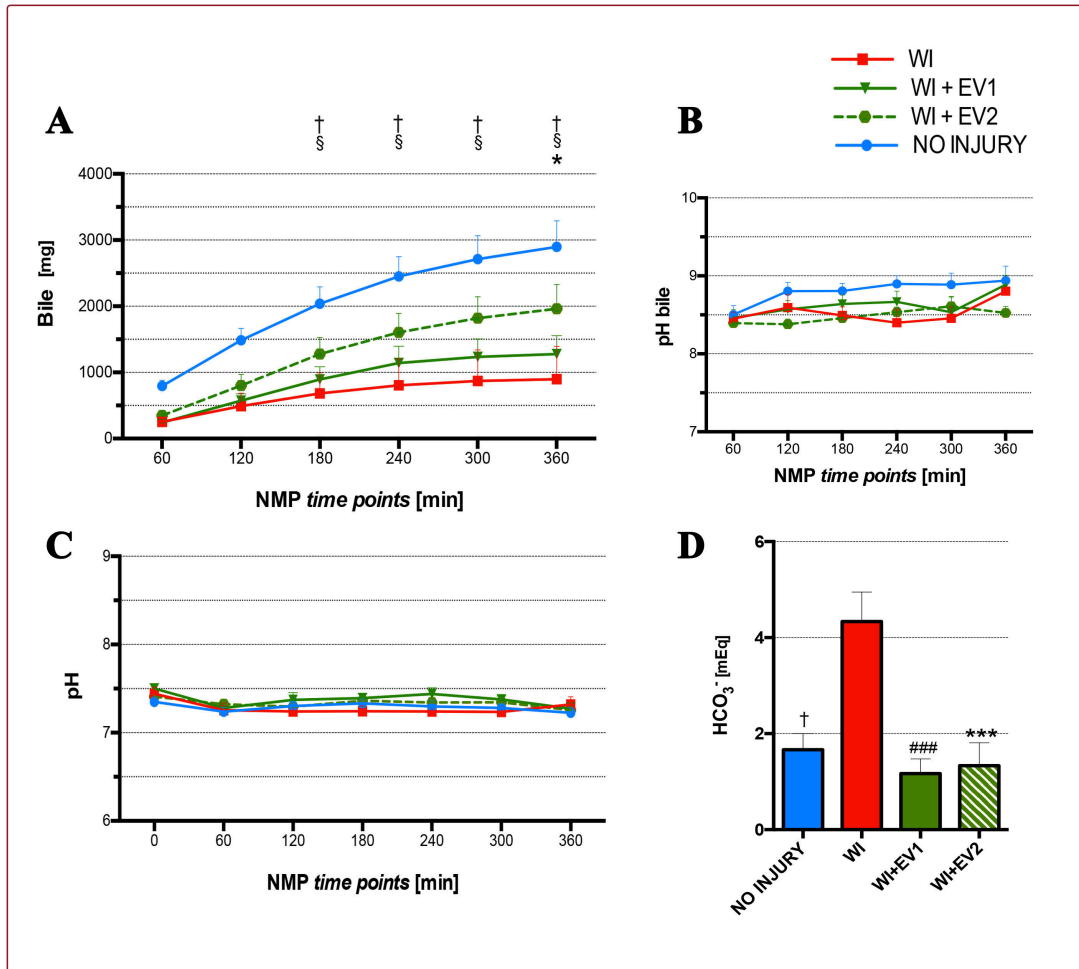 WI
WI + EV1
WI + EV2
NO INJURY
A
† † † †
§ § § §
*
Bile [mg]
4000
3000
2000
1000
0
60 120 180 240 300 360
NMP time points [min]
B
pH bile
10
9
8
7
60 120 180 240 300 360
NMP time points [min]
C
pH
9
8
7
6
0 60 120 180 240 300 360
NMP time points [min]
D
HCO₃⁻ [mEq]
6
4
2
0
† ### ***
NO INJURY WI WI+EV1 WI+EV2